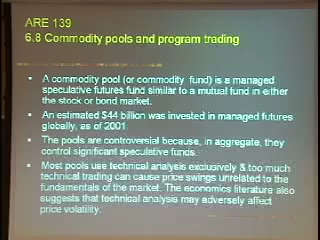 ARE 139
6.8 Commodity pools and program trading
• A commodity pool (or commodity fund) is a managed
speculative futures fund similar to a mutual fund in either
the stock or bond market.
• An estimated $44 billion was invested in managed futures
globally, as of 2001.
• The pools are controversial because, in aggregate, they
control significant speculative funds.
• Most pools use technical analysis exclusively & too much
technical trading can cause price swings unrelated to the
fundamentals of the market. The economics literature also
suggests that technical analysis may adversely affect
price volatility.